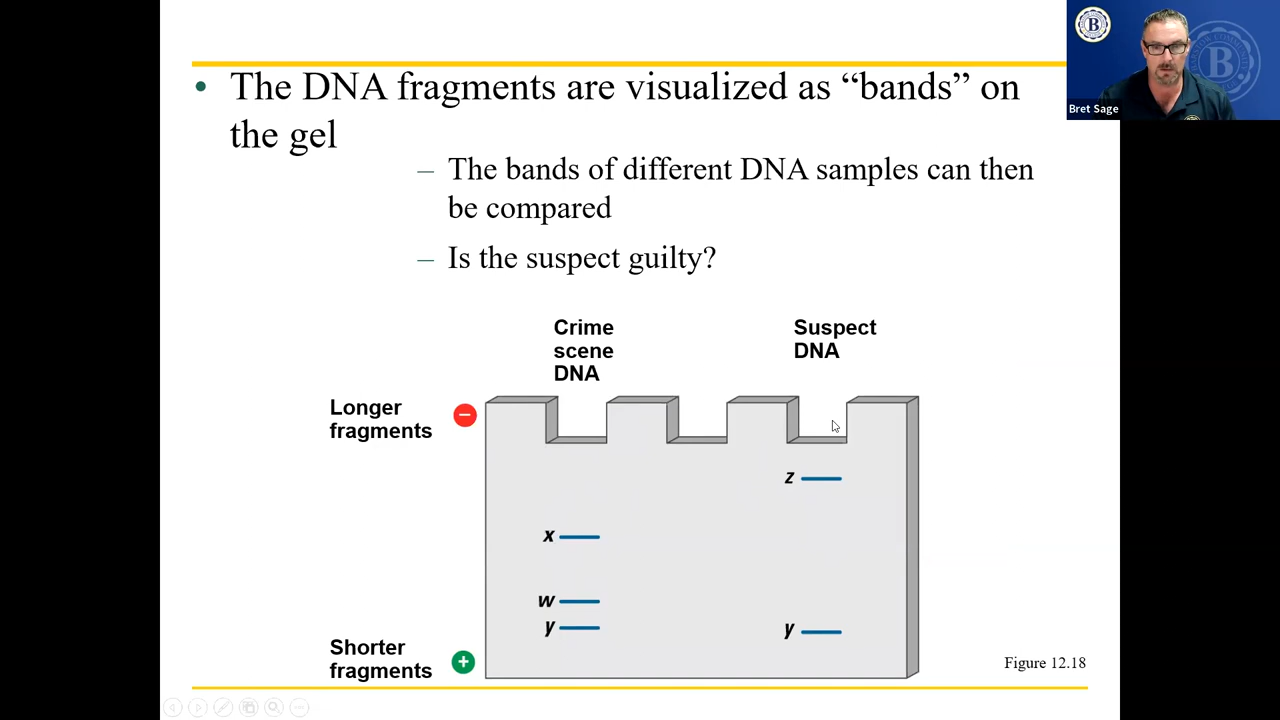 • The DNA fragments are visualized as “bands” on
the gel
– The bands of different DNA samples can then
be compared
– Is the suspect guilty?
Crime
scene
DNA
Suspect
DNA
Longer
fragments
−
z
x
w
y
y
Shorter
fragments
+
Figure 12.18
B
B
Bret Sage